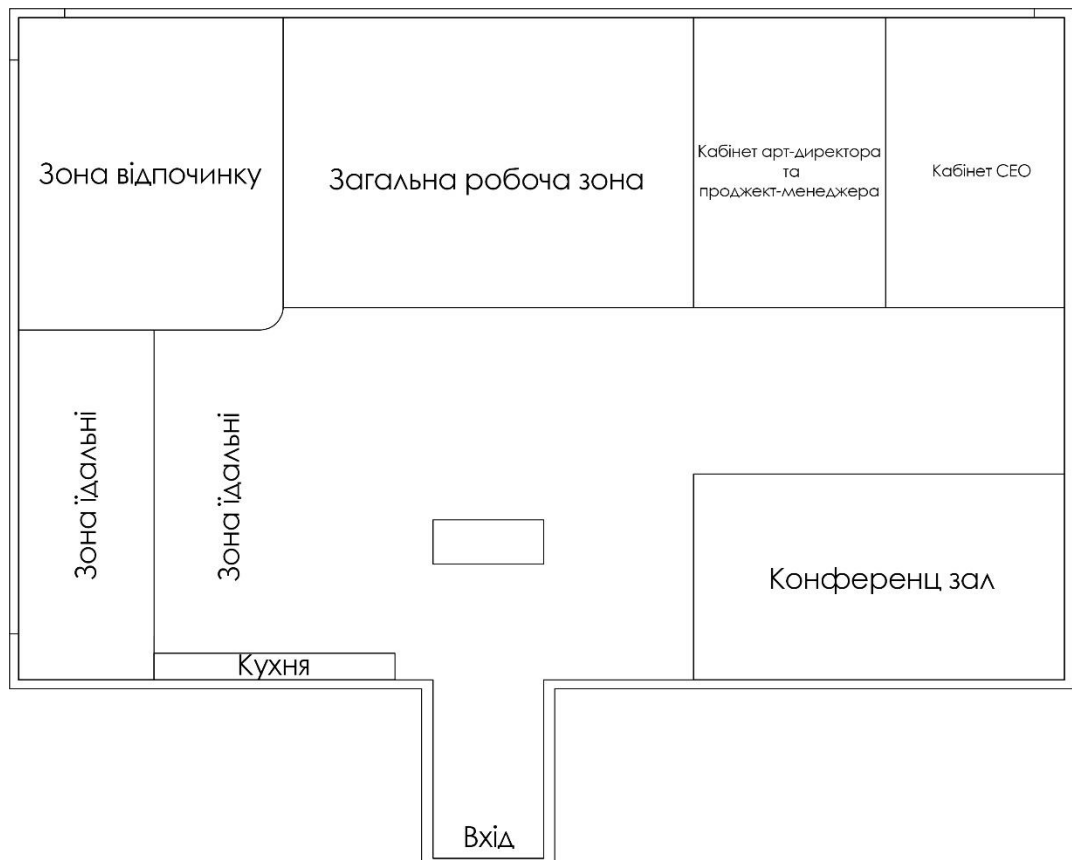 Зона відпочинку
Загальна робоча зона
Кабінет арт-директора
та
проджект-менеджера
Кабінет CEO
Зона їдальні
Зона їдальні
Конференц зал
Кухня
Вхід